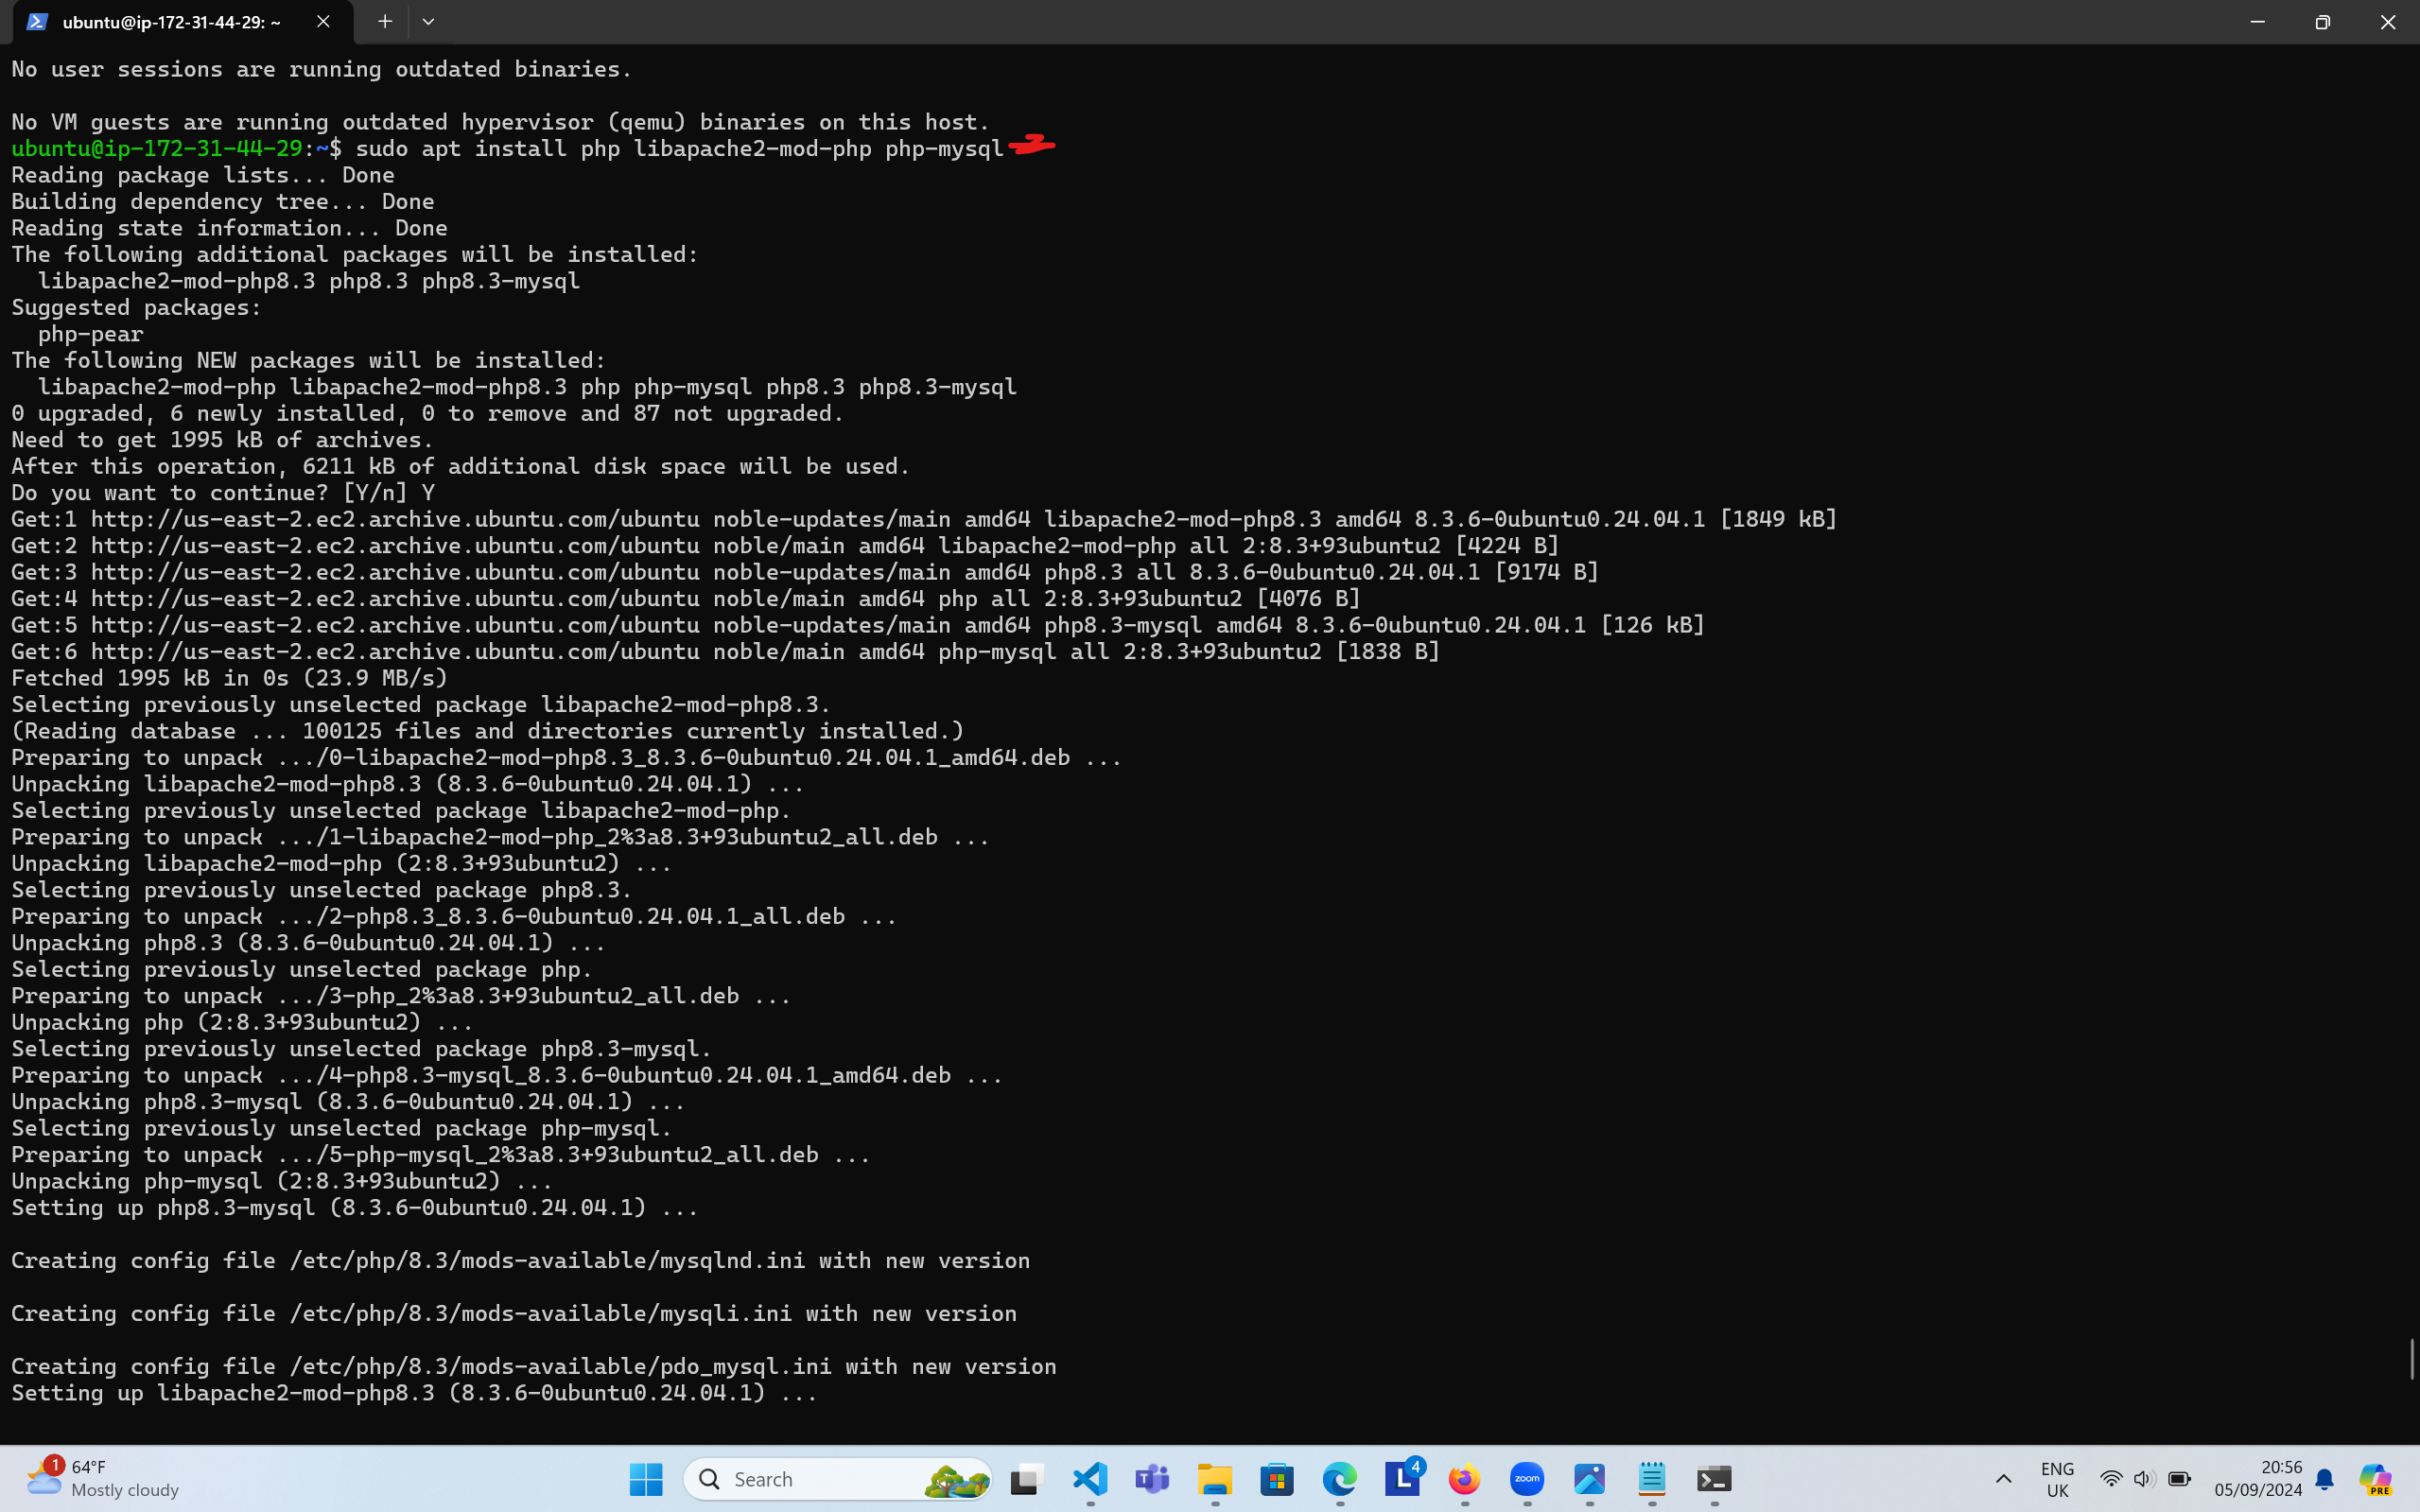 ubuntu@ip-172-31-44-29: ~
No user sessions are running outdated binaries.
No VM guests are running outdated hypervisor (qemu) binaries on this host.
ubuntu@ip-172-31-44-29:~$ sudo apt install php libapache2-mod-php php-mysql
Reading package lists... Done
Building dependency tree... Done
Reading state information... Done
The following additional packages will be installed:
  libapache2-mod-php8.3 php8.3 php8.3-mysql
Suggested packages:
  php-pear
The following NEW packages will be installed:
  libapache2-mod-php libapache2-mod-php8.3 php php-mysql php8.3 php8.3-mysql
0 upgraded, 6 newly installed, 0 to remove and 87 not upgraded.
Need to get 1995 kB of archives.
After this operation, 6211 kB of additional disk space will be used.
Do you want to continue? [Y/n] Y
Get:1 http://us-east-2.ec2.archive.ubuntu.com/ubuntu noble-updates/main amd64 libapache2-mod-php8.3 amd64 8.3.6-0ubuntu0.24.04.1 [1849 kB]
Get:2 http://us-east-2.ec2.archive.ubuntu.com/ubuntu noble/main amd64 libapache2-mod-php all 2:8.3+93ubuntu2 [4224 B]
Get:3 http://us-east-2.ec2.archive.ubuntu.com/ubuntu noble-updates/main amd64 php8.3 all 8.3.6-0ubuntu0.24.04.1 [9174 B]
Get:4 http://us-east-2.ec2.archive.ubuntu.com/ubuntu noble/main amd64 php all 2:8.3+93ubuntu2 [4076 B]
Get:5 http://us-east-2.ec2.archive.ubuntu.com/ubuntu noble-updates/main amd64 php8.3-mysql amd64 8.3.6-0ubuntu0.24.04.1 [126 kB]
Get:6 http://us-east-2.ec2.archive.ubuntu.com/ubuntu noble/main amd64 php-mysql all 2:8.3+93ubuntu2 [1838 B]
Fetched 1995 kB in 0s (23.9 MB/s)
Selecting previously unselected package libapache2-mod-php8.3.
(Reading database ... 100125 files and directories currently installed.)
Preparing to unpack .../0-libapache2-mod-php8.3_8.3.6-0ubuntu0.24.04.1_amd64.deb ...
Unpacking libapache2-mod-php8.3 (8.3.6-0ubuntu0.24.04.1) ...
Selecting previously unselected package libapache2-mod-php.
Preparing to unpack .../1-libapache2-mod-php_2%3a8.3+93ubuntu2_all.deb ...
Unpacking libapache2-mod-php (2:8.3+93ubuntu2) ...
Selecting previously unselected package php8.3.
Preparing to unpack .../2-php8.3_8.3.6-0ubuntu0.24.04.1_all.deb ...
Unpacking php8.3 (8.3.6-0ubuntu0.24.04.1) ...
Selecting previously unselected package php.
Preparing to unpack .../3-php_2%3a8.3+93ubuntu2_all.deb ...
Unpacking php (2:8.3+93ubuntu2) ...
Selecting previously unselected package php8.3-mysql.
Preparing to unpack .../4-php8.3-mysql_8.3.6-0ubuntu0.24.04.1_amd64.deb ...
Unpacking php8.3-mysql (8.3.6-0ubuntu0.24.04.1) ...
Selecting previously unselected package php-mysql.
Preparing to unpack .../5-php-mysql_2%3a8.3+93ubuntu2_all.deb ...
Unpacking php-mysql (2:8.3+93ubuntu2) ...
Setting up php8.3-mysql (8.3.6-0ubuntu0.24.04.1) ...
Creating config file /etc/php/8.3/mods-available/mysqlnd.ini with new version
Creating config file /etc/php/8.3/mods-available/mysqli.ini with new version
Creating config file /etc/php/8.3/mods-available/pdo_mysql.ini with new version
Setting up libapache2-mod-php8.3 (8.3.6-0ubuntu0.24.04.1) ...
1
64°F
Mostly cloudy
Search
T
L
4
zoom
ENG
UK
20:56
05/09/2024
PRE